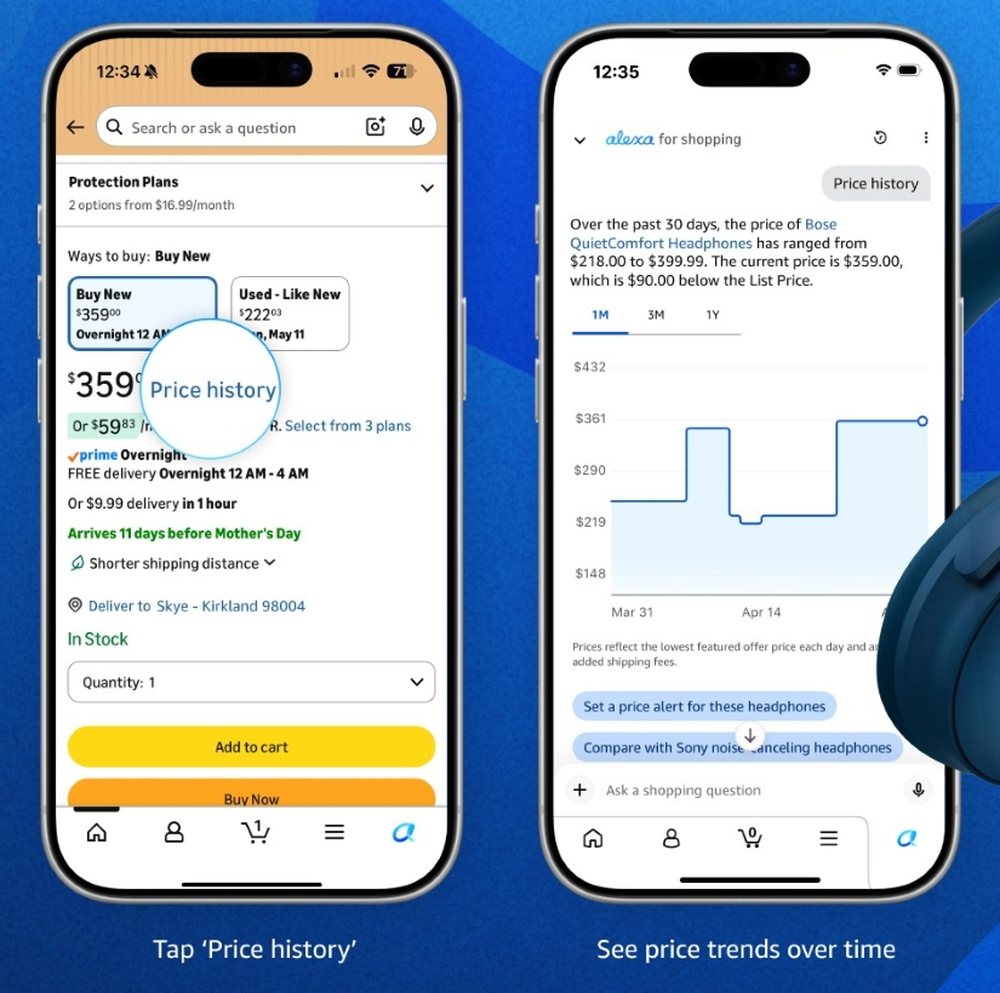 12:34
71
Search or ask a question
Protection Plans
2 options from $16.99/month
Ways to buy: Buy New
Buy New
$359.00
Overnight 12 AM
Used - Like New
$222.03
, May 11
$359
Price history
Or $59.83 /
R. Select from 3 plans
prime Overnight
FREE delivery Overnight 12 AM - 4 AM
Or $9.99 delivery in 1 hour
Arrives 11 days before Mother's Day
Shorter shipping distance
Deliver to Skye - Kirkland 98004
In Stock
Quantity: 1
Add to cart
Buy Now
1
Tap ‘Price history’
12:35
alexa for shopping
Price history
Over the past 30 days, the price of Bose
QuietComfort Headphones has ranged from
$218.00 to $399.99. The current price is $359.00,
which is $90.00 below the List Price.
1M 3M 1Y
$432
$361
$290
$219
$148
Mar 31 Apr 14
Prices reflect the lowest featured offer price each day and
added shipping fees.
Set a price alert for these headphones
Compare with Sony noise canceling headphones
Ask a shopping question
0
See price trends over time